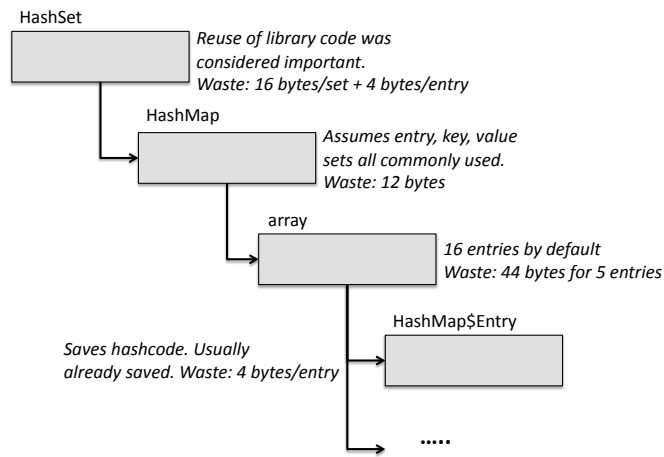 HashSet
Reuse of library code was
considered important.
Waste: 16 bytes/set + 4 bytes/entry
HashMap
Assumes entry, key, value
sets all commonly used.
Waste: 12 bytes
array
16 entries by default
Waste: 44 bytes for 5 entries
HashMap$Entry
Saves hashcode. Usually
already saved. Waste: 4 bytes/entry
.....